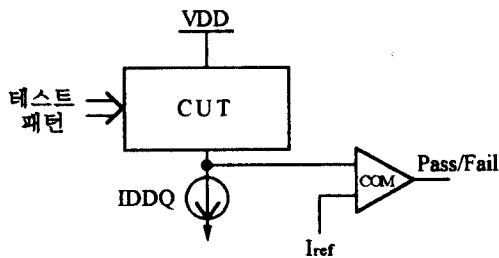 VDD
테스트
패턴
CUT
IDDQ
COM
Pass/Fail
Iref